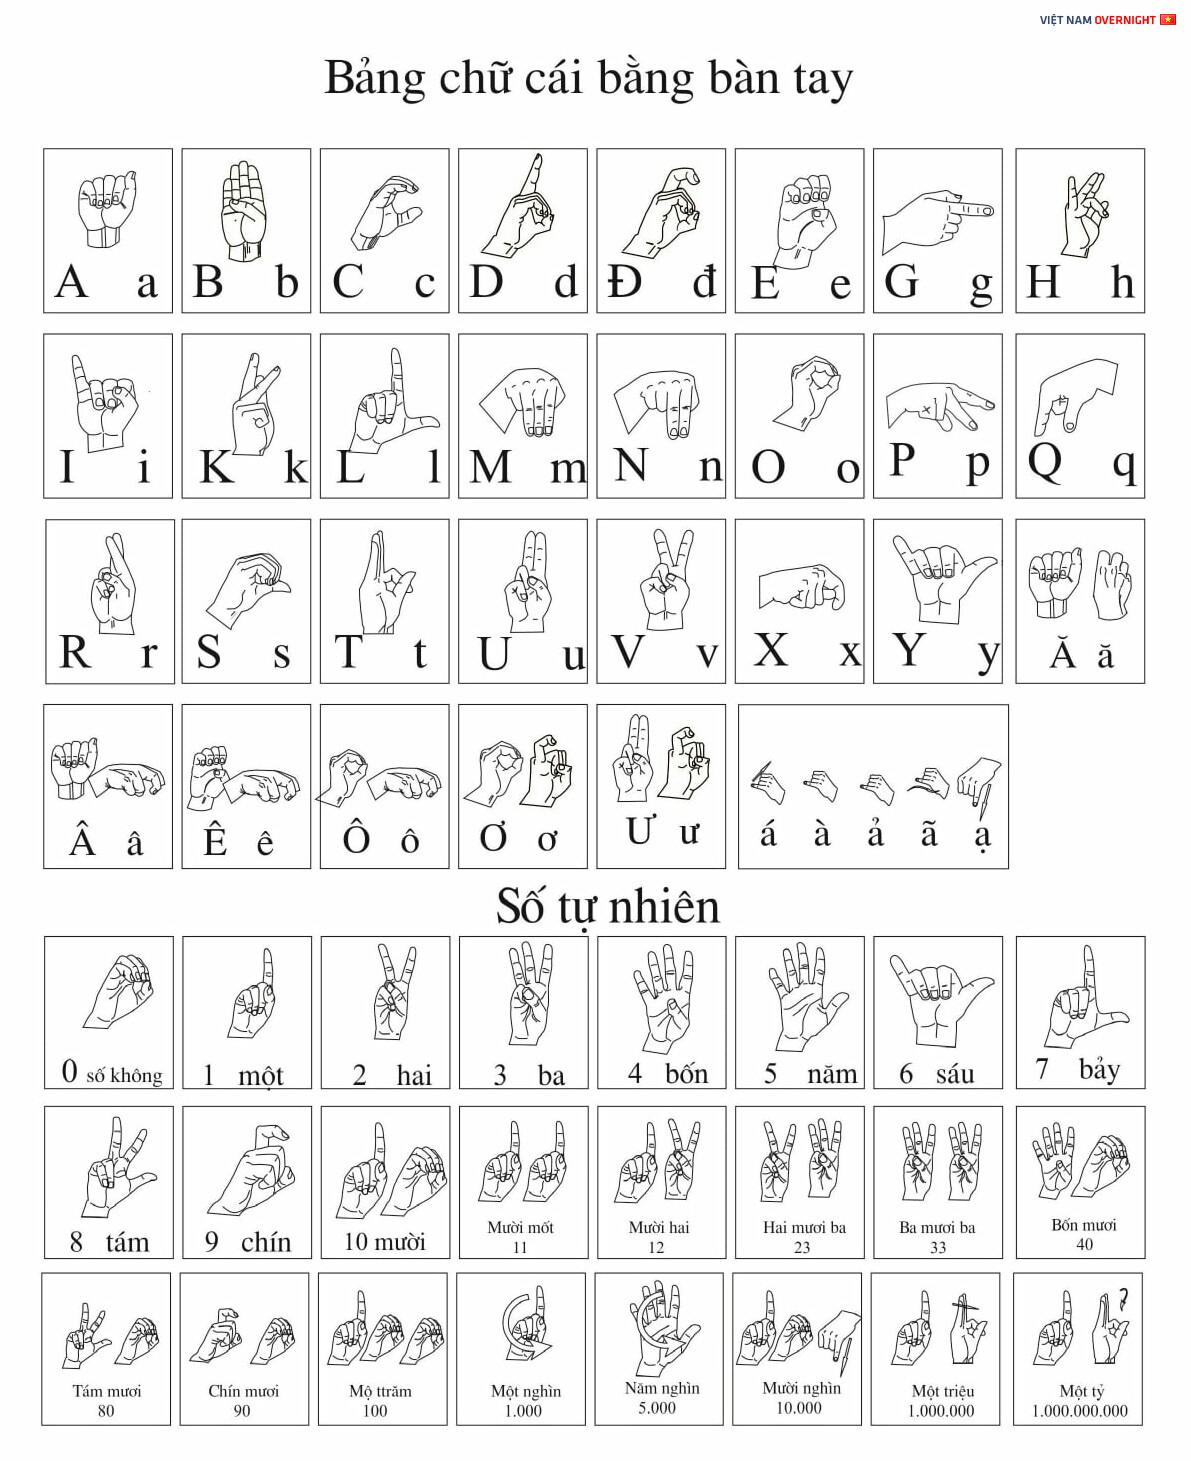 VIỆT NAM OVERNIGHT
Bảng chữ cái bằng bàn tay
A a B b C c D d Đ đ E e G g H h
I i K k L l M m N n O o P p Q q
R r S s T t U u V v X x Y y Ă ă
Â â Ê ê Ô ô Ơ ơ Ư ư á à ả ã ạ
Số tự nhiên
0 số không 1 một 2 hai 3 ba 4 bốn 5 năm 6 sáu 7 bảy
8 tám 9 chín 10 mười Mười mốt Mười hai Hai mươi ba Ba mươi ba Bốn mươi
11 12 23 33 40
Tám mươi Chín mươi Mộ ttrăm Một nghìn Năm nghìn Mười nghìn Một triệu Một tỷ
80 90 100 1.000 5.000 10.000 1.000.000 1.000.000.000